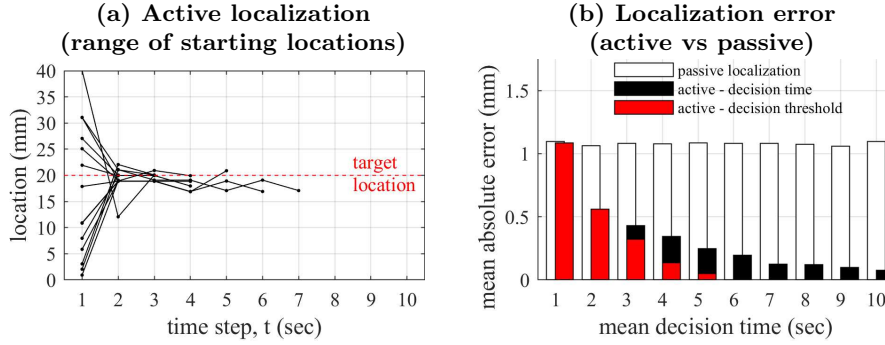 (a) Active localization
(range of starting locations)
40
35
30
25
20
15
10
5
0
location (mm)
target
location
1 2 3 4 5 6 7 8 9 10
time step, t (sec)
(b) Localization error
(active vs passive)
passive localization
active - decision time
active - decision threshold
1.5
1
0.5
0
mean absolute error (mm)
1 2 3 4 5 6 7 8 9 10
mean decision time (sec)